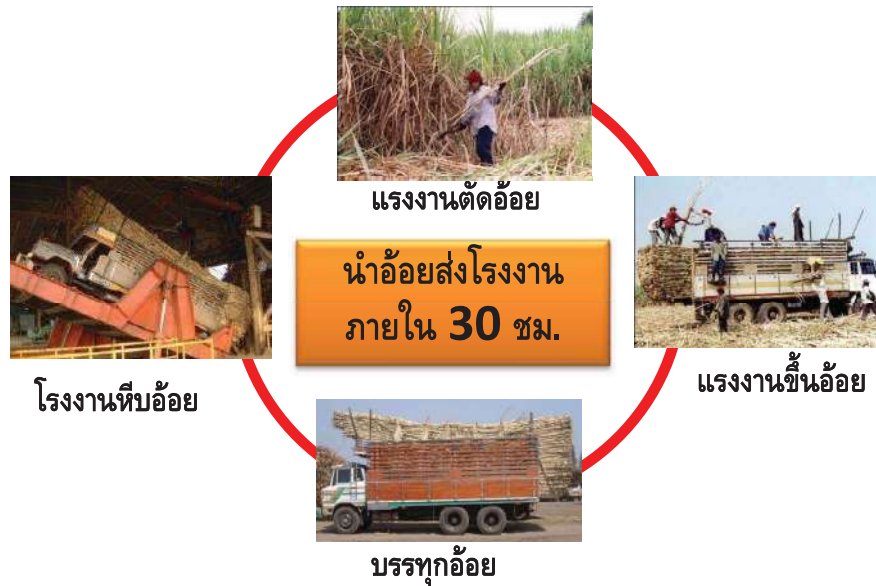 แรงงานตัดอ้อย
นำอ้อยส่งโรงงาน
ภายใน 30 ชม.
แรงงานขึ้นอ้อย
โรงงานหีบอ้อย
บรรทุกอ้อย